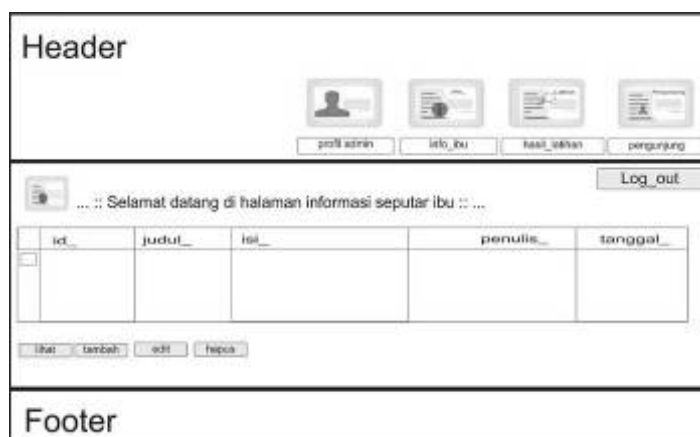 Header
profil admin info_ibu hasil_latihan pengunjung
Log_out
... :: Selamat datang di halaman informasi seputar ibu :: ...
id_ judul_ isi_ penulis_ tanggal_
lihat tambah edit hapus
Footer